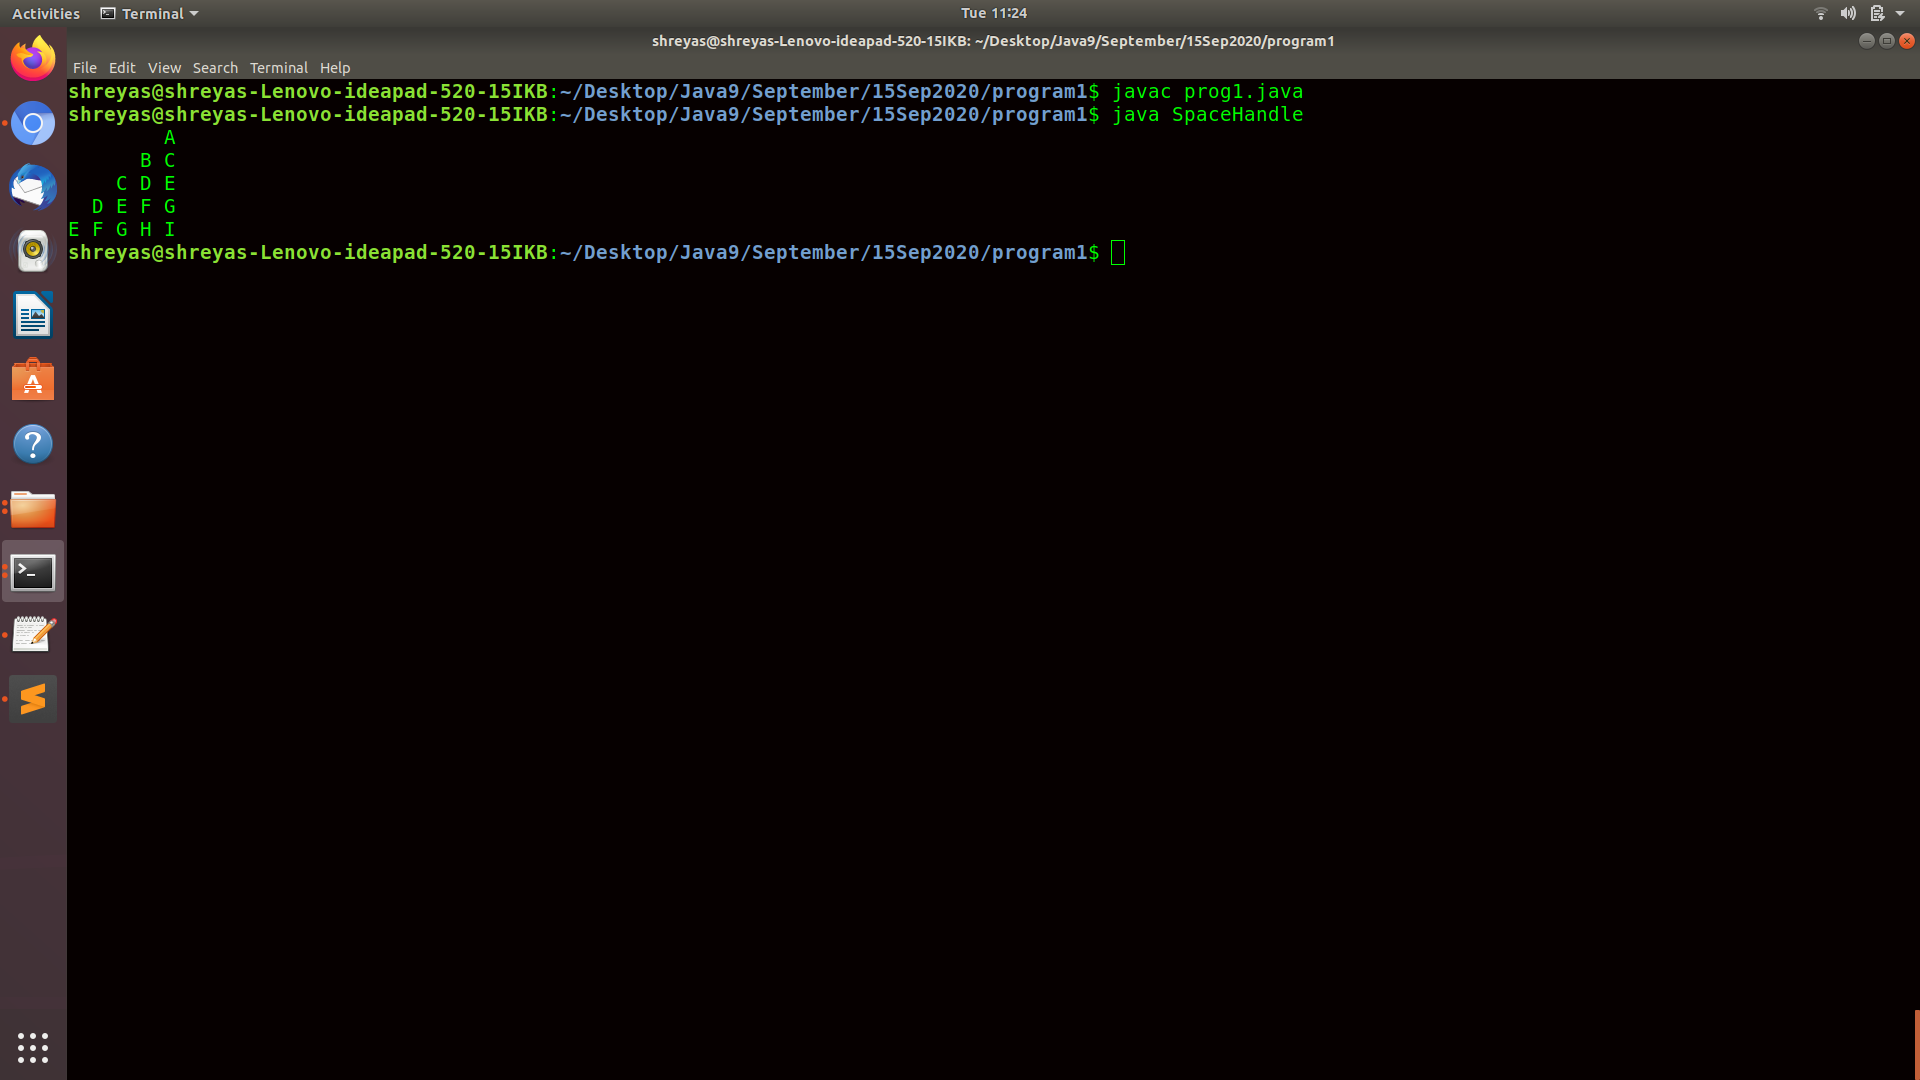 Activities Terminal Tue 11:24
shreyas@shreyas-Lenovo-ideapad-520-15IKB: ~/Desktop/Java9/September/15Sep2020/program1
File Edit View Search Terminal Help
shreyas@shreyas-Lenovo-ideapad-520-15IKB:~/Desktop/Java9/September/15Sep2020/program1$ javac prog1.java
shreyas@shreyas-Lenovo-ideapad-520-15IKB:~/Desktop/Java9/September/15Sep2020/program1$ java SpaceHandle
        A
      B C
    C D E
  D E F G
E F G H I
shreyas@shreyas-Lenovo-ideapad-520-15IKB:~/Desktop/Java9/September/15Sep2020/program1$